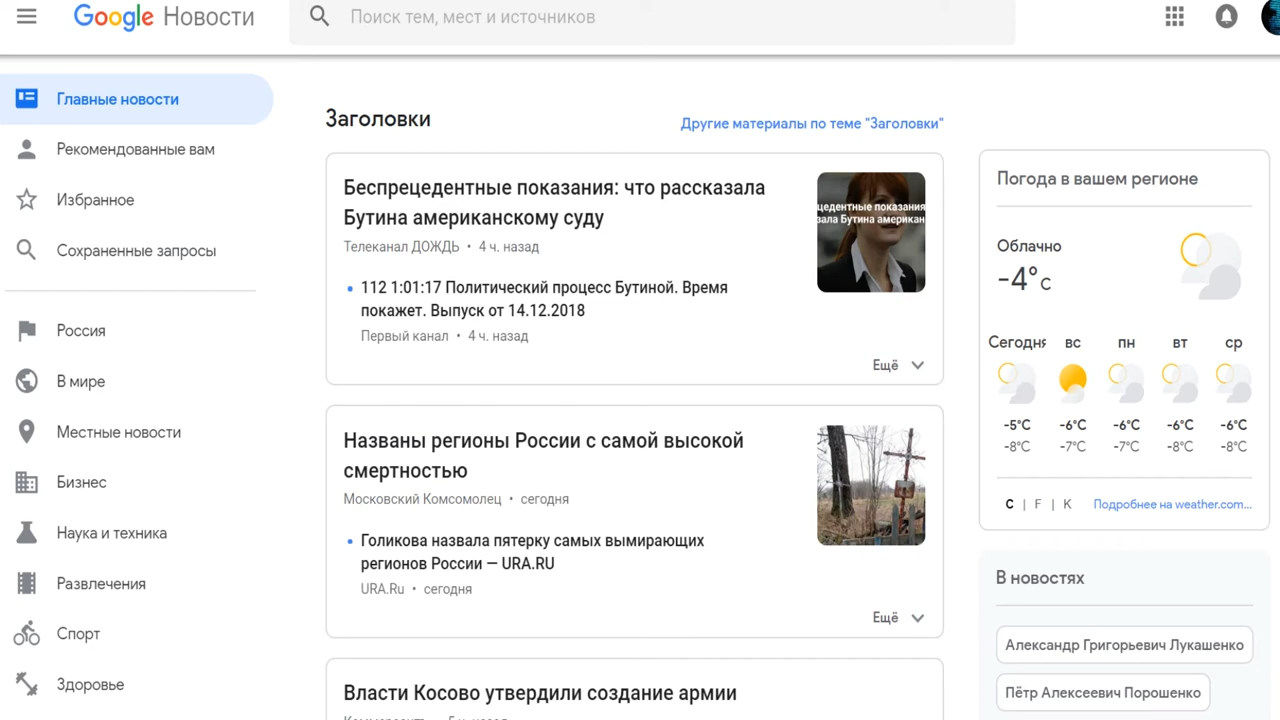 Google Новости
Поиск тем, мест и источников
Главные новости
Рекомендованные вам
Избранное
Сохраненные запросы
Россия
В мире
Местные новости
Бизнес
Наука и техника
Развлечения
Спорт
Здоровье
Заголовки
Другие материалы по теме "Заголовки"
Беспрецедентные показания: что рассказала
Бутина американскому суду
Телеканал ДОЖДЬ • 4 ч. назад
цедентные показания
зала Бутина американ
112 1:01:17 Политический процесс Бутиной. Время
покажет. Выпуск от 14.12.2018
Первый канал • 4 ч. назад
Ещё
Названы регионы России с самой высокой
смертностью
Московский Комсомолец • сегодня
Голикова назвала пятерку самых вымирающих
регионов России — URA.RU
URA.Ru • сегодня
Ещё
Власти Косово утвердили создание армии
Погода в вашем регионе
Облачно
-4°C
Сегодня вс пн вт ср
-5°C -6°C -6°C -6°C -6°C
-8°C -7°C -7°C -8°C -8°C
C | F | K Подробнее на weather.com...
В новостях
Александр Григорьевич Лукашенко
Пётр Алексеевич Порошенко